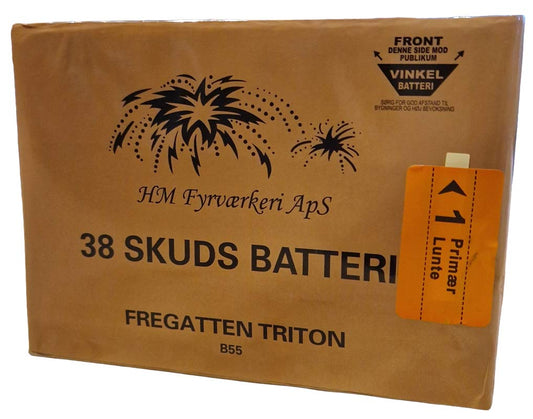 FRONT
DENNE SIDE MOD
PUBLIKUM
VINKEL
BATTERI
SØRG FOR GOD AFSTAND TIL
BYGNINGER OG HØJ BEVOKSNING
HM Fyrværkeri ApS
38 SKUDS BATTERI
FREGATTEN TRITON
B55
1 Primær
Lunte